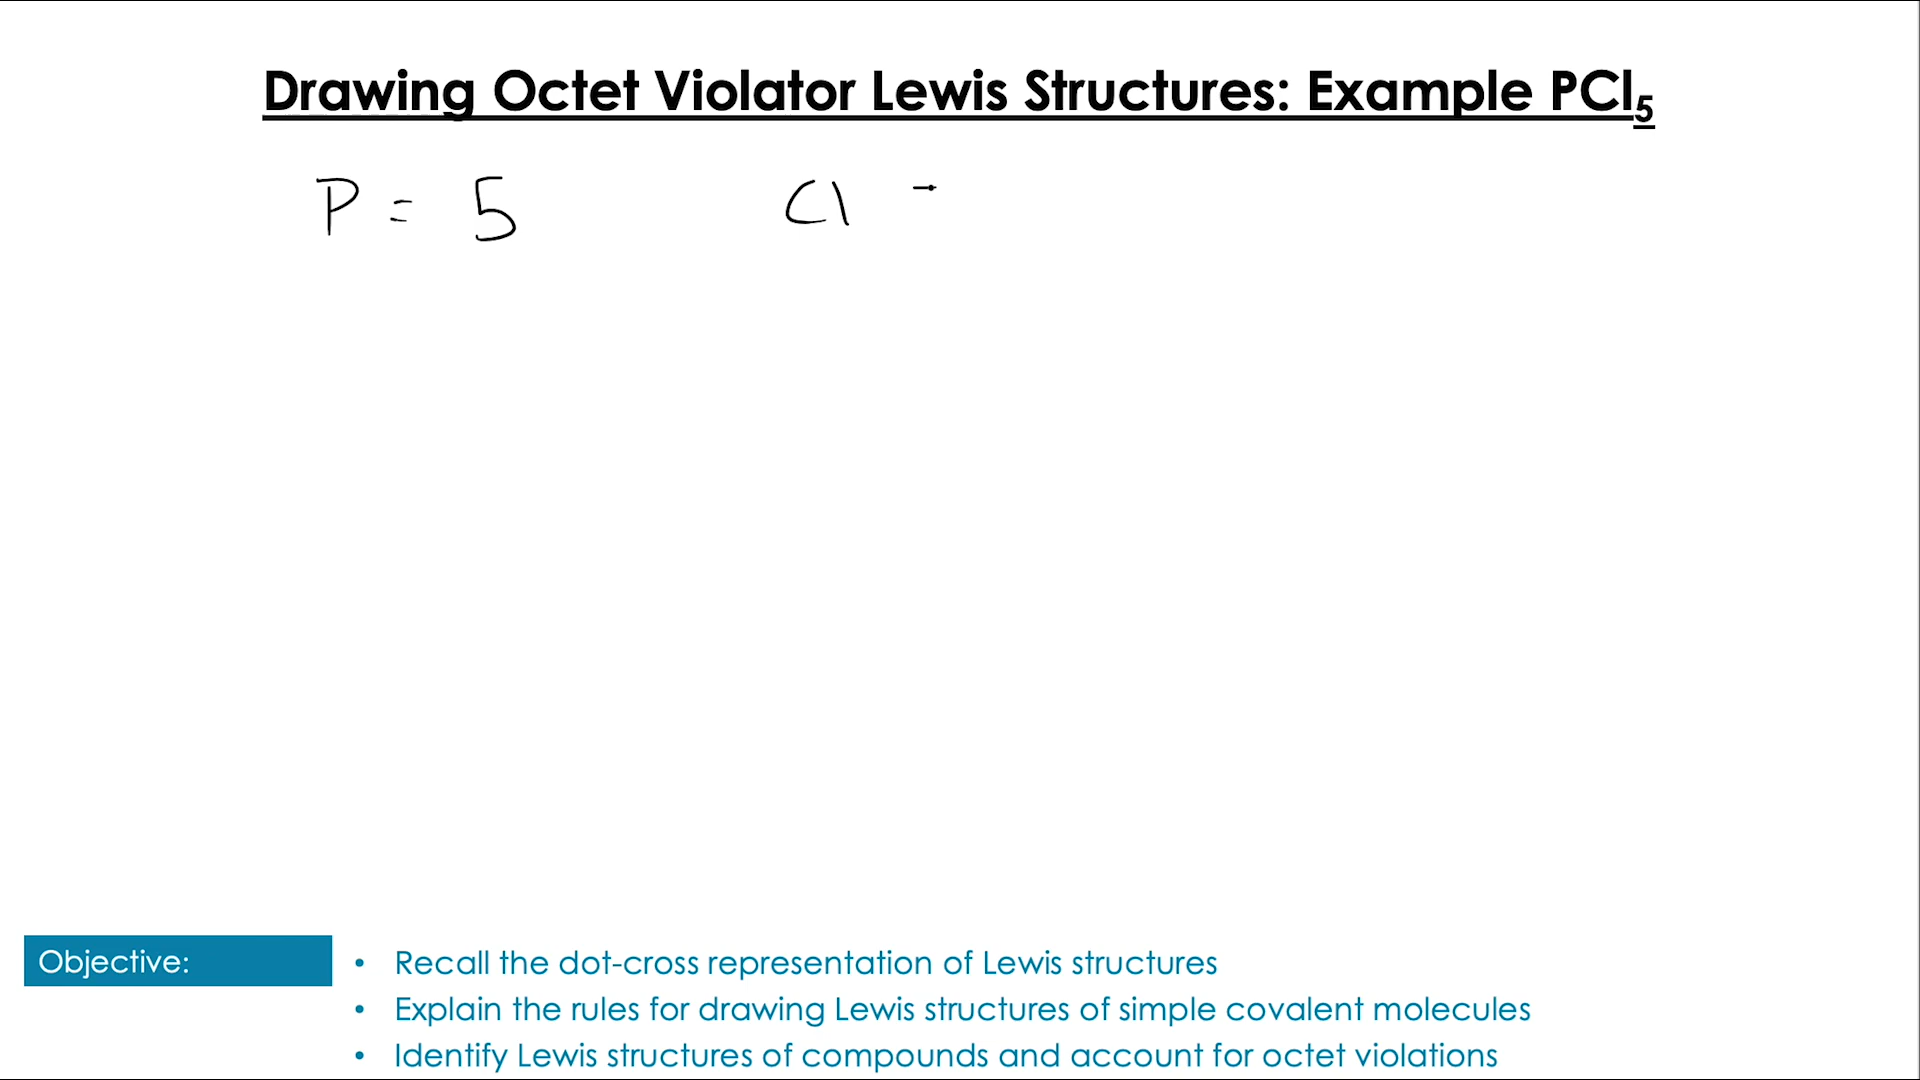 Drawing Octet Violator Lewis Structures: Example PCl₅
P = 5 Cl -
Objective:
• Recall the dot-cross representation of Lewis structures
• Explain the rules for drawing Lewis structures of simple covalent molecules
• Identify Lewis structures of compounds and account for octet violations